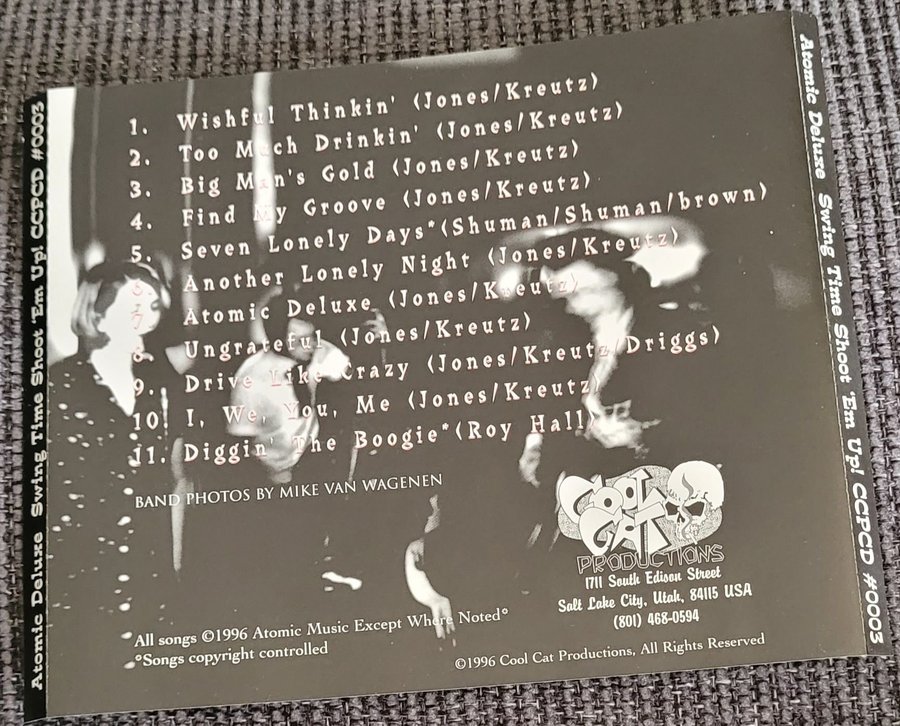 Atomic Deluxe Swing Time Shoot 'Em Up! CCPCD #0003
1. Wishful Thinkin' (Jones/Kreutz)
2. Too Much Drinkin' (Jones/Kreutz)
3. Big Man's Gold (Jones/Kreutz)
4. Find My Groove (Jones/Kreutz)
5. Seven Lonely Days*(Shuman/Shuman/brown)
6. Another Lonely Night (Jones/Kreutz)
7. Atomic Deluxe (Jones/Kreutz)
8. Ungrateful (Jones/Kreutz)
9. Drive Like Crazy (Jones/Kreutz/Driggs)
10. I, We, You, Me (Jones/Kreutz)
11. Diggin' The Boogie*(Roy Hall)
BAND PHOTOS BY MIKE VAN WAGENEN
COOL CAT
PRODUCTIONS
1711 South Edison Street
Salt Lake City, Utah, 84115 USA
(801) 468-0594
All songs ©1996 Atomic Music Except Where Noted°
°Songs copyright controlled
©1996 Cool Cat Productions, All Rights Reserved
Atomic Deluxe Swing Time Shoot 'Em Up! CCPCD #0003